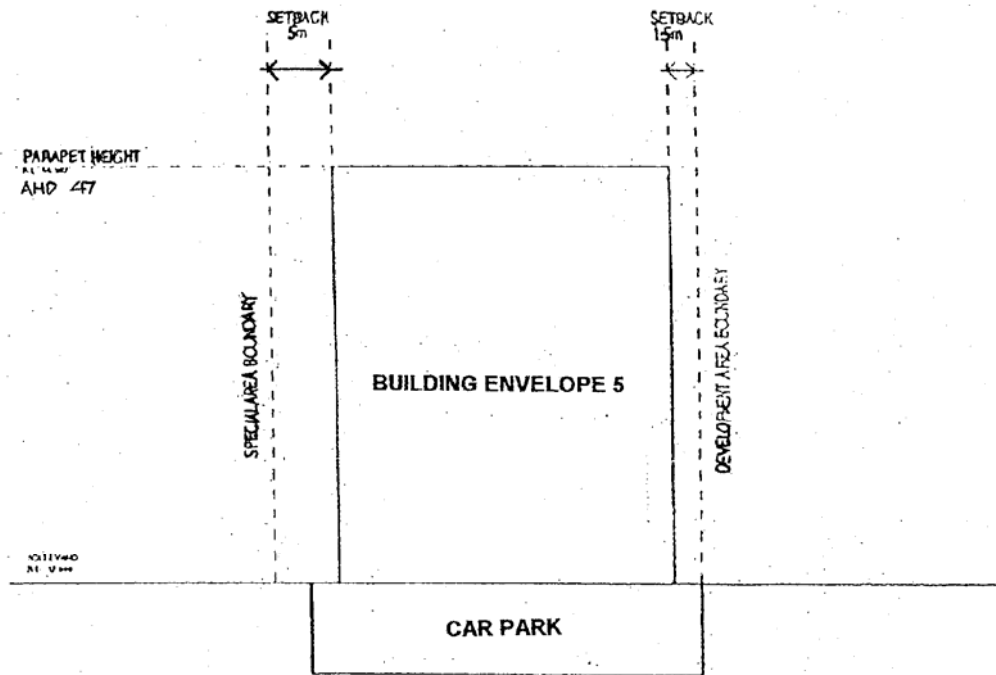 SETBACK
5m
SETBACK
1.5m
PARAPET HEIGHT
AHD 47
SPECIAL AREA BOUNDARY
DEVELOPMENT AREA BOUNDARY
BUILDING ENVELOPE 5
CAR PARK